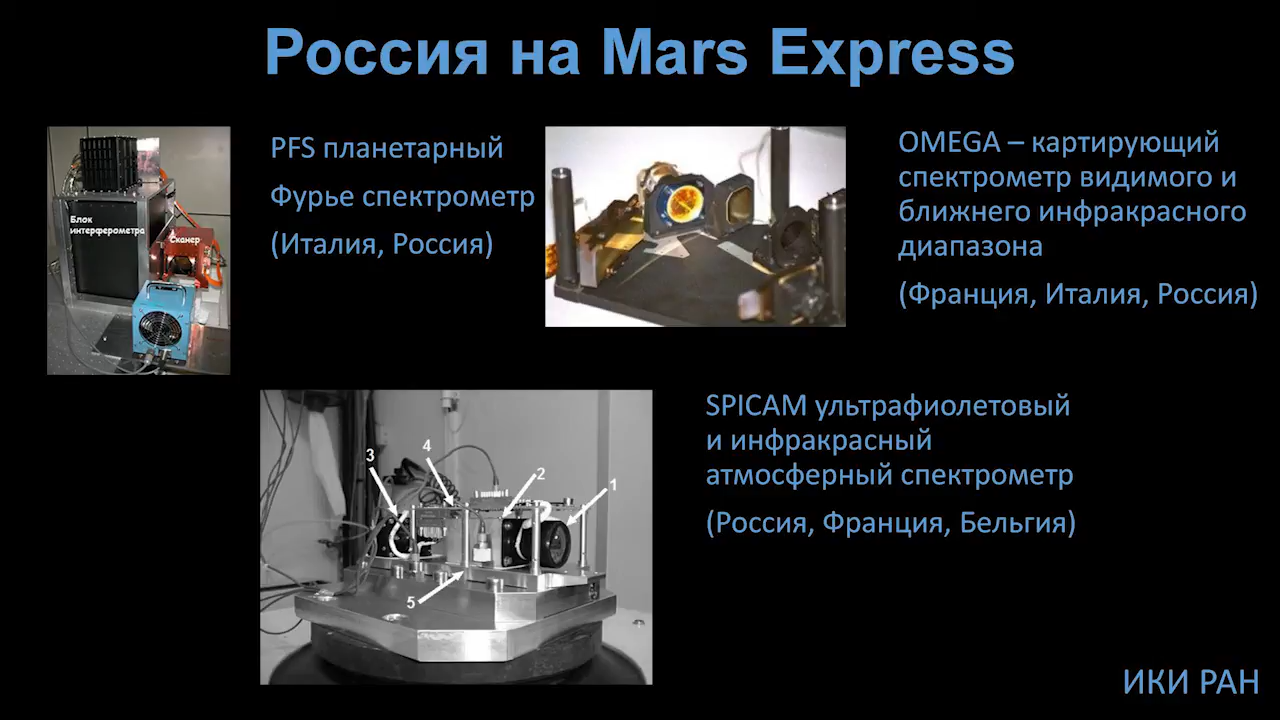 Россия на Mars Express
PFS планетарный
Фурье спектрометр
(Италия, Россия)
Блок
интерферометра
Сканер
OMEGA – картирующий
спектрометр видимого и
ближнего инфракрасного
диапазона
(Франция, Италия, Россия)
SPICAM ультрафиолетовый
и инфракрасный
атмосферный спектрометр
(Россия, Франция, Бельгия)
3
4
2
1
5
ИКИ РАН